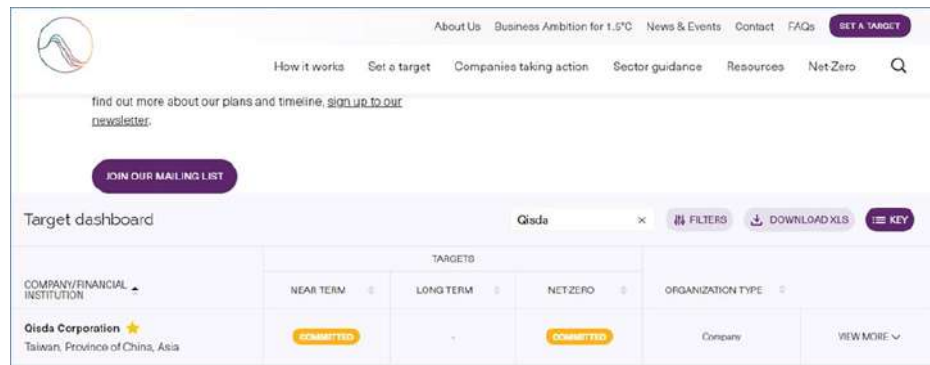 About Us Business Ambition for 1.5°C News & Events Contact FAQs SET A TARGET
How it works Set a target Companies taking action Sector guidance Resources Net-Zero
find out more about our plans and timeline, sign up to our
newsletter.
JOIN OUR MAILING LIST
Target dashboard Qisda × FILTERS DOWNLOAD XLS KEY
TARGETS
COMPANY/FINANCIAL
INSTITUTION NEAR TERM LONG TERM NET-ZERO ORGANIZATION TYPE
Qisda Corporation
Taiwan, Province of China, Asia COMMITTED - COMMITTED Company VIEW MORE